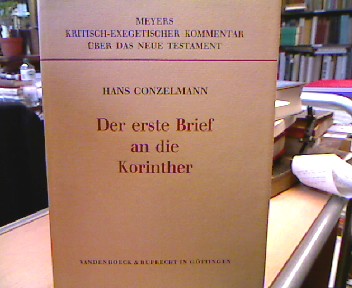 MEYERS
KRITISCH-EXEGETISCHER KOMMENTAR
ÜBER DAS NEUE TESTAMENT
HANS CONZELMANN
Der erste Brief
an die
Korinther
VANDENHOECK & RUPRECHT IN GÖTTINGEN